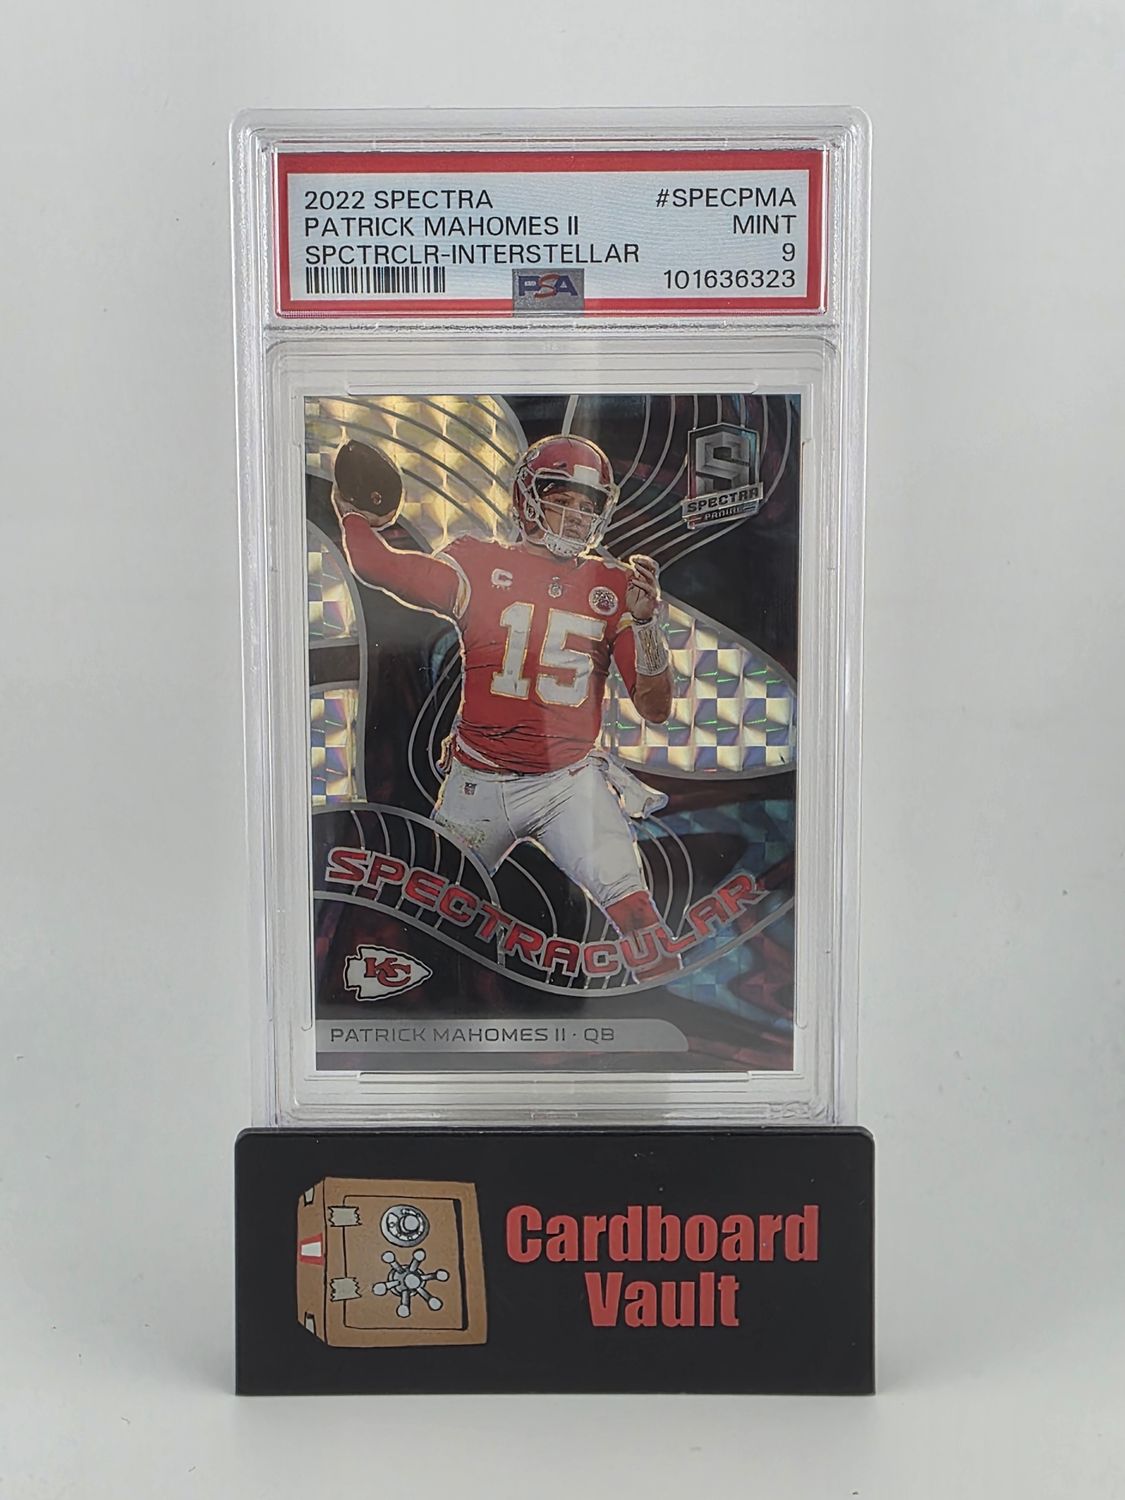 2022 SPECTRA #SPECPMA
PATRICK MAHOMES II MINT
SPCTRCLR-INTERSTELLAR 9
PSA 101636323
S
SPECTRA
PANINI
C
15
SPECTRACULAR
KC
PATRICK MAHOMES II · QB
Cardboard
Vault